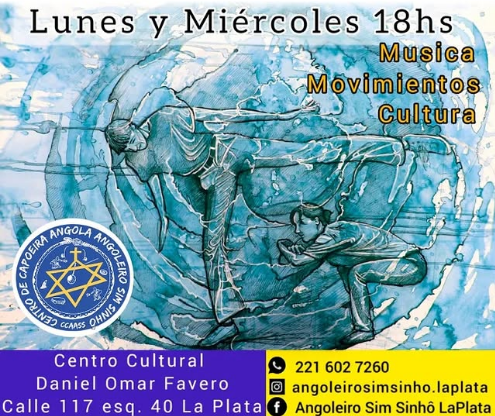 Lunes y Miércoles 18hs
Musica
Movimientos
Cultura
CENTRO DE CAPOEIRA ANGOLA ANGOLEIRO SIM SINHO
CCAASS
Centro Cultural
Daniel Omar Favero
Calle 117 esq. 40 La Plata
221 602 7260
angoleirosimsinho.laplata
Angoleiro Sim Sinhô LaPlata